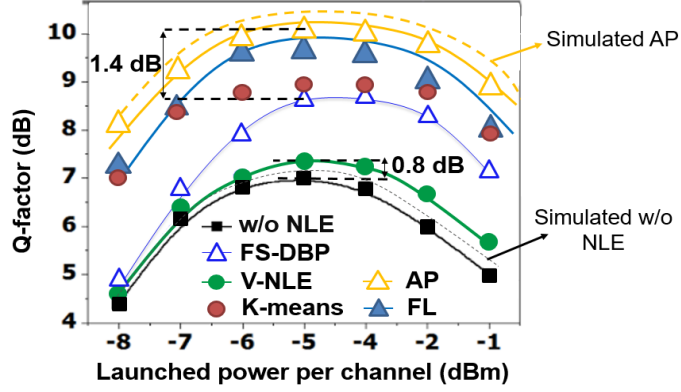 10
9
8
7
6
5
4
Q-factor (dB)
1.4 dB
0.8 dB
Simulated AP
Simulated w/o
NLE
w/o NLE
FS-DBP
V-NLE
AP
K-means
FL
-8
-7
-6
-5
-4
-2
-1
Launched power per channel (dBm)